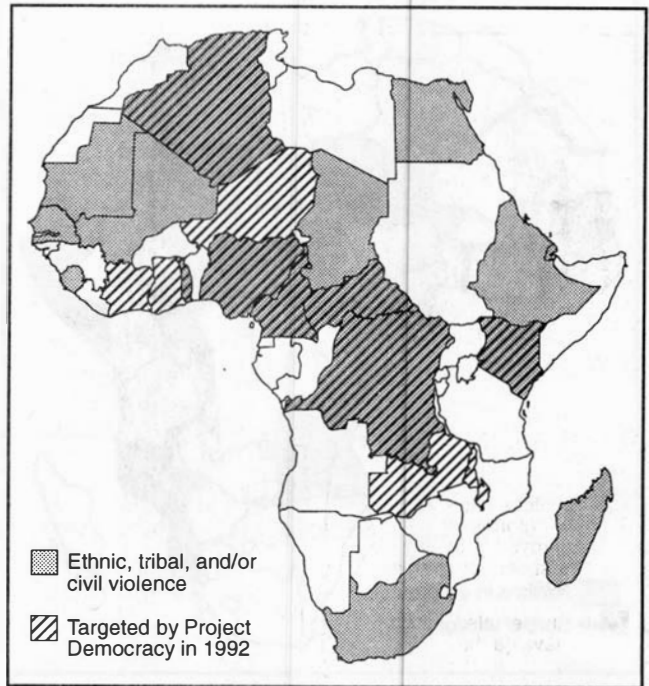 Ethnic, tribal, and/or
civil violence
Targeted by Project
Democracy in 1992